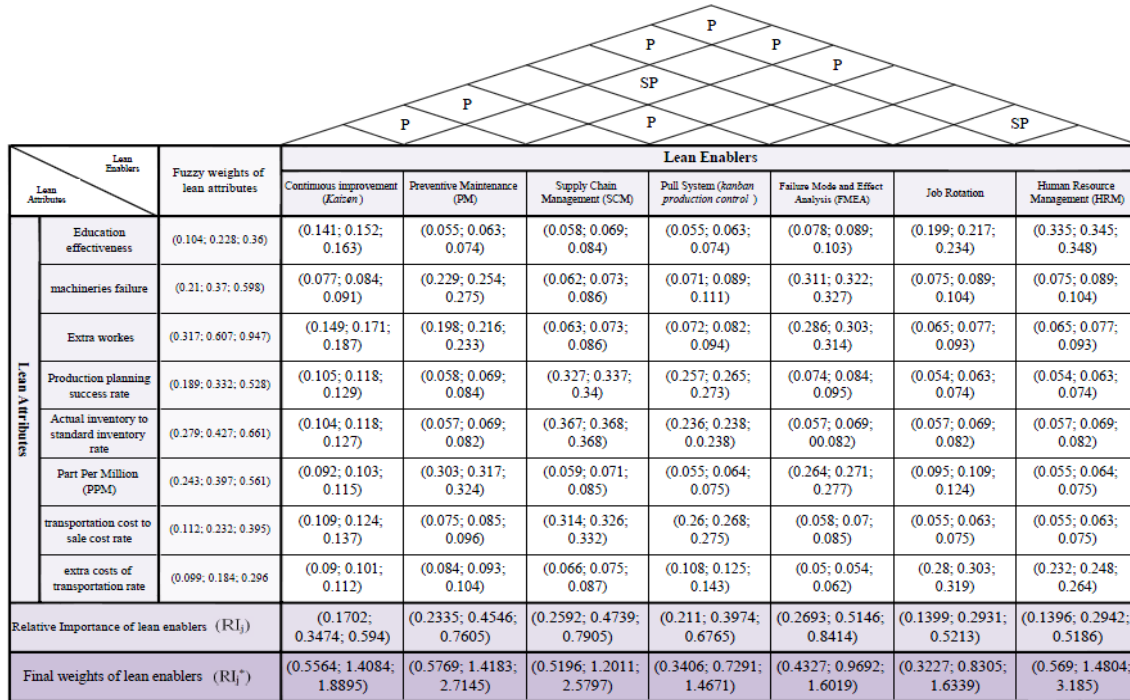 P
P
P
SP
P
P
P
P
P
SP
Lean
Enablers
Lean
Attributes
Fuzzy weights of
lean attributes
Lean Enablers
Continuous improvement
(Kaizen)
Preventive Maintenance
(PM)
Supply Chain
Management (SCM)
Pull System (kanban
production control )
Failure Mode and Effect
Analysis (FMEA)
Job Rotation
Human Resource
Management (HRM)
Lean Attributes
Education
effectiveness
(0.104; 0.228; 0.36)
(0.141; 0.152;
0.163)
(0.055; 0.063;
0.074)
(0.058; 0.069;
0.084)
(0.055; 0.063;
0.074)
(0.078; 0.089;
0.103)
(0.199; 0.217;
0.234)
(0.335; 0.345;
0.348)
machineries failure
(0.21; 0.37; 0.598)
(0.077; 0.084;
0.091)
(0.229; 0.254;
0.275)
(0.062; 0.073;
0.086)
(0.071; 0.089;
0.111)
(0.311; 0.322;
0.327)
(0.075; 0.089;
0.104)
(0.075; 0.089;
0.104)
Extra workes
(0.317; 0.607; 0.947)
(0.149; 0.171;
0.187)
(0.198; 0.216;
0.233)
(0.063; 0.073;
0.086)
(0.072; 0.082;
0.094)
(0.286; 0.303;
0.314)
(0.065; 0.077;
0.093)
(0.065; 0.077;
0.093)
Production planning
success rate
(0.189; 0.332; 0.528)
(0.105; 0.118;
0.129)
(0.058; 0.069;
0.084)
(0.327; 0.337;
0.34)
(0.257; 0.265;
0.273)
(0.074; 0.084;
0.095)
(0.054; 0.063;
0.074)
(0.054; 0.063;
0.074)
Actual inventory to
standard inventory
rate
(0.279; 0.427; 0.661)
(0.104; 0.118;
0.127)
(0.057; 0.069;
0.082)
(0.367; 0.368;
0.368)
(0.236; 0.238;
0.0.238)
(0.057; 0.069;
00.082)
(0.057; 0.069;
0.082)
(0.057; 0.069;
0.082)
Part Per Million
(PPM)
(0.243; 0.397; 0.561)
(0.092; 0.103;
0.115)
(0.303; 0.317;
0.324)
(0.059; 0.071;
0.085)
(0.055; 0.064;
0.075)
(0.264; 0.271;
0.277)
(0.095; 0.109;
0.124)
(0.055; 0.064;
0.075)
transportation cost to
sale cost rate
(0.112; 0.232; 0.395)
(0.109; 0.124;
0.137)
(0.075; 0.085;
0.096)
(0.314; 0.326;
0.332)
(0.26; 0.268;
0.275)
(0.058; 0.07;
0.085)
(0.055; 0.063;
0.075)
(0.055; 0.063;
0.075)
extra costs of
transportation rate
(0.099; 0.184; 0.296
(0.09; 0.101;
0.112)
(0.084; 0.093;
0.104)
(0.066; 0.075;
0.087)
(0.108; 0.125;
0.143)
(0.05; 0.054;
0.062)
(0.28; 0.303;
0.319)
(0.232; 0.248;
0.264)
Relative Importance of lean enablers (RIj)
(0.1702;
0.3474; 0.594)
(0.2335; 0.4546;
0.7605)
(0.2592; 0.4739;
0.7905)
(0.211; 0.3974;
0.6765)
(0.2693; 0.5146;
0.8414)
(0.1399; 0.2931;
0.5213)
(0.1396; 0.2942;
0.5186)
Final weights of lean enablers (RIj*)
(0.5564; 1.4084;
1.8895)
(0.5769; 1.4183;
2.7145)
(0.5196; 1.2011;
2.5797)
(0.3406; 0.7291;
1.4671)
(0.4327; 0.9692;
1.6019)
(0.3227; 0.8305;
1.6339)
(0.569; 1.4804;
3.185)